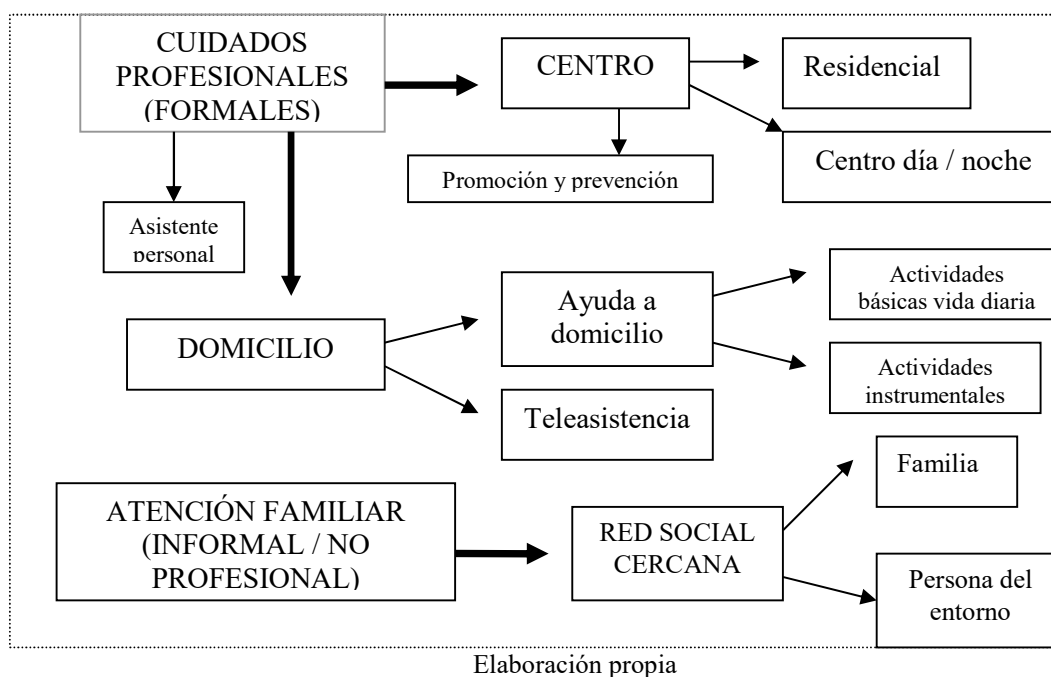 CUIDADOS
PROFESIONALES
(FORMALES)
CENTRO
Residencial
Centro día / noche
Promoción y prevención
Asistente
personal
DOMICILIO
Ayuda a
domicilio
Actividades
básicas vida diaria
Actividades
instrumentales
Teleasistencia
ATENCIÓN FAMILIAR
(INFORMAL / NO
PROFESIONAL)
RED SOCIAL
CERCANA
Familia
Persona del
entorno
Elaboración propia